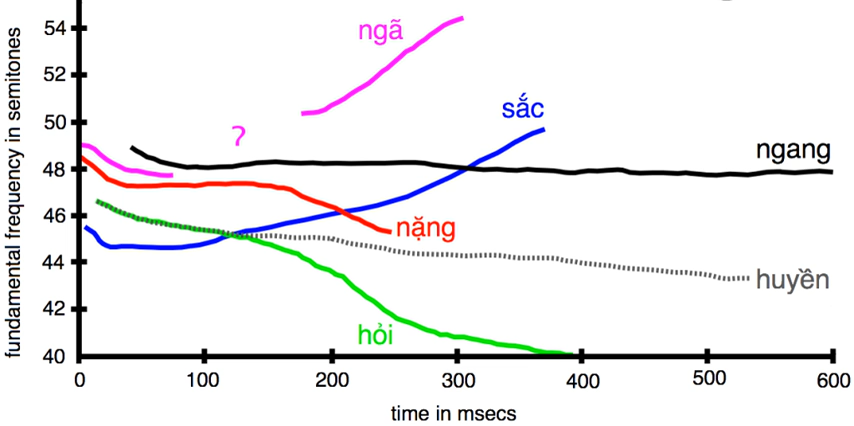 fundamental frequency in semitones
54
52
50
48
46
44
42
40
ngã
ʔ
sắc
ngang
nặng
huyền
hỏi
0
100
200
300
400
500
600
time in msecs